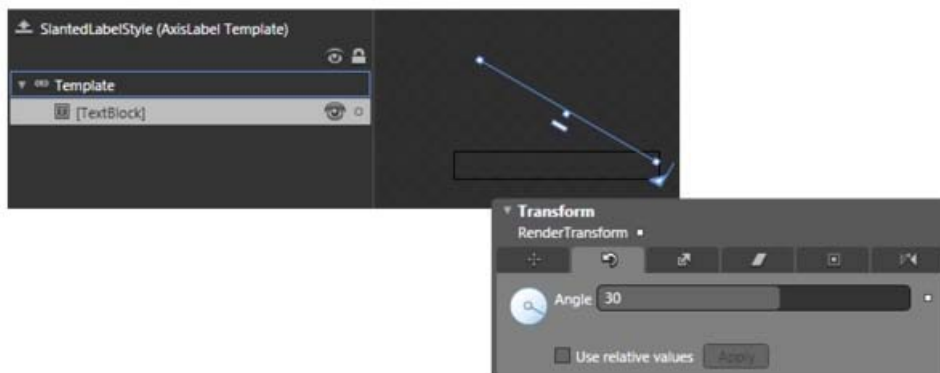 SlantedLabelStyle (AxisLabel Template)
Template
[TextBlock]
Transform
RenderTransform
Angle 30
Use relative values Apply